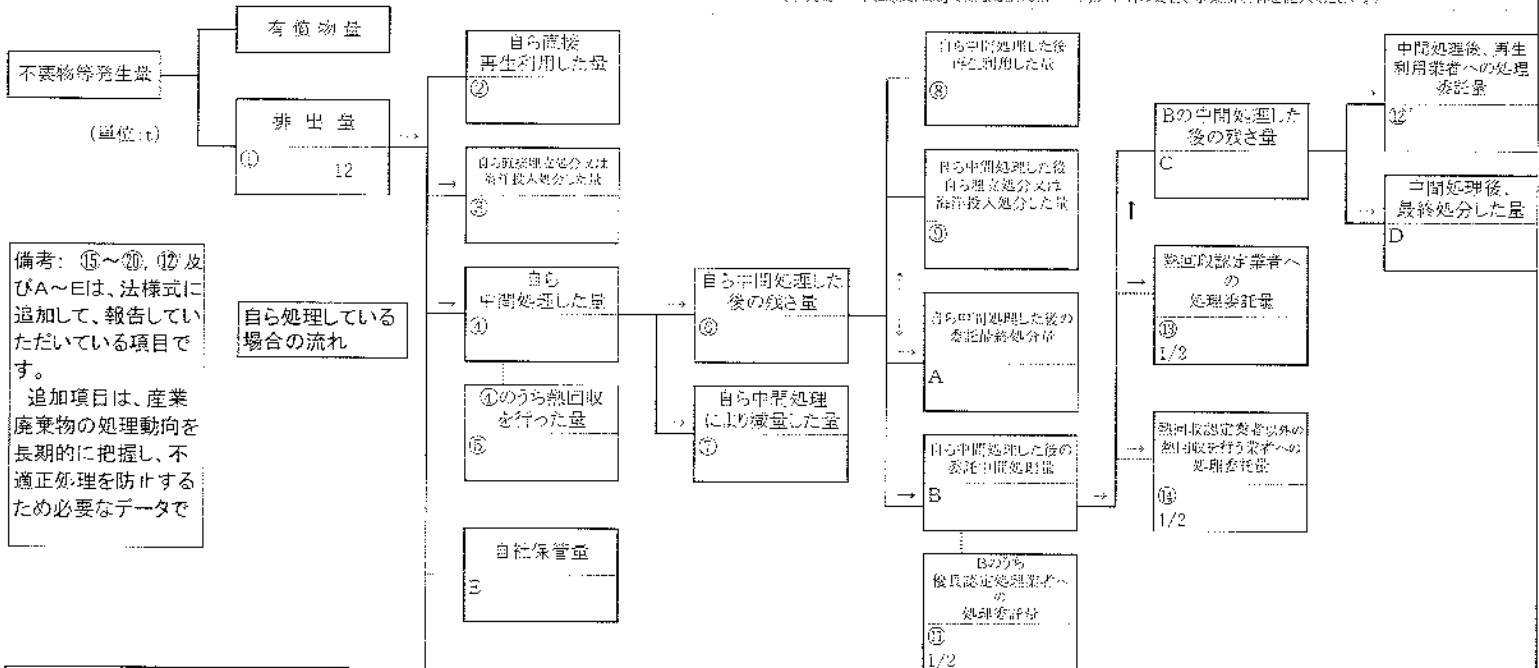 有償物量
不要物等発生量
(単位:t)
排出量
①
12
備考: ⑮～⑳, ⑫'及
びA～Eは、法様式に
追加して、報告してい
ただいている項目で
す。
追加項目は、産業
廃棄物の処理動向を
長期的に把握し、不
適正処理を防止する
ため必要なデータで
自ら処理している
場合の流れ
自ら直接
再生利用した量
②
自ら直接埋立処分又は
海洋投入処分した量
③
自ら
中間処理した量
④
④のうち熱回収
を行った量
⑤
自社保管量
E
自ら中間処理した
後の残さ量
⑥
自ら中間処理
により減量した量
⑦
自ら中間処理した後
再生利用した量
⑧
自ら中間処理した後
自ら埋立処分又は
海洋投入処分した量
⑨
自ら中間処理した後の
委託最終処分量
A
自ら中間処理した後の
委託中間処理量
B
Bのうち
優良認定処理業者へ
の
処理委託量
⑪
1/2
Bの中間処理した
後の残さ量
C
熱回収認定業者へ
の
処理委託量
⑬
1/2
熱回収認定業者以外の
熱回収を行う業者への
処理委託量
⑭
1/2
中間処理後、再生
利用業者への処理
委託量
⑫'
中間処理後、
最終処分した量
D